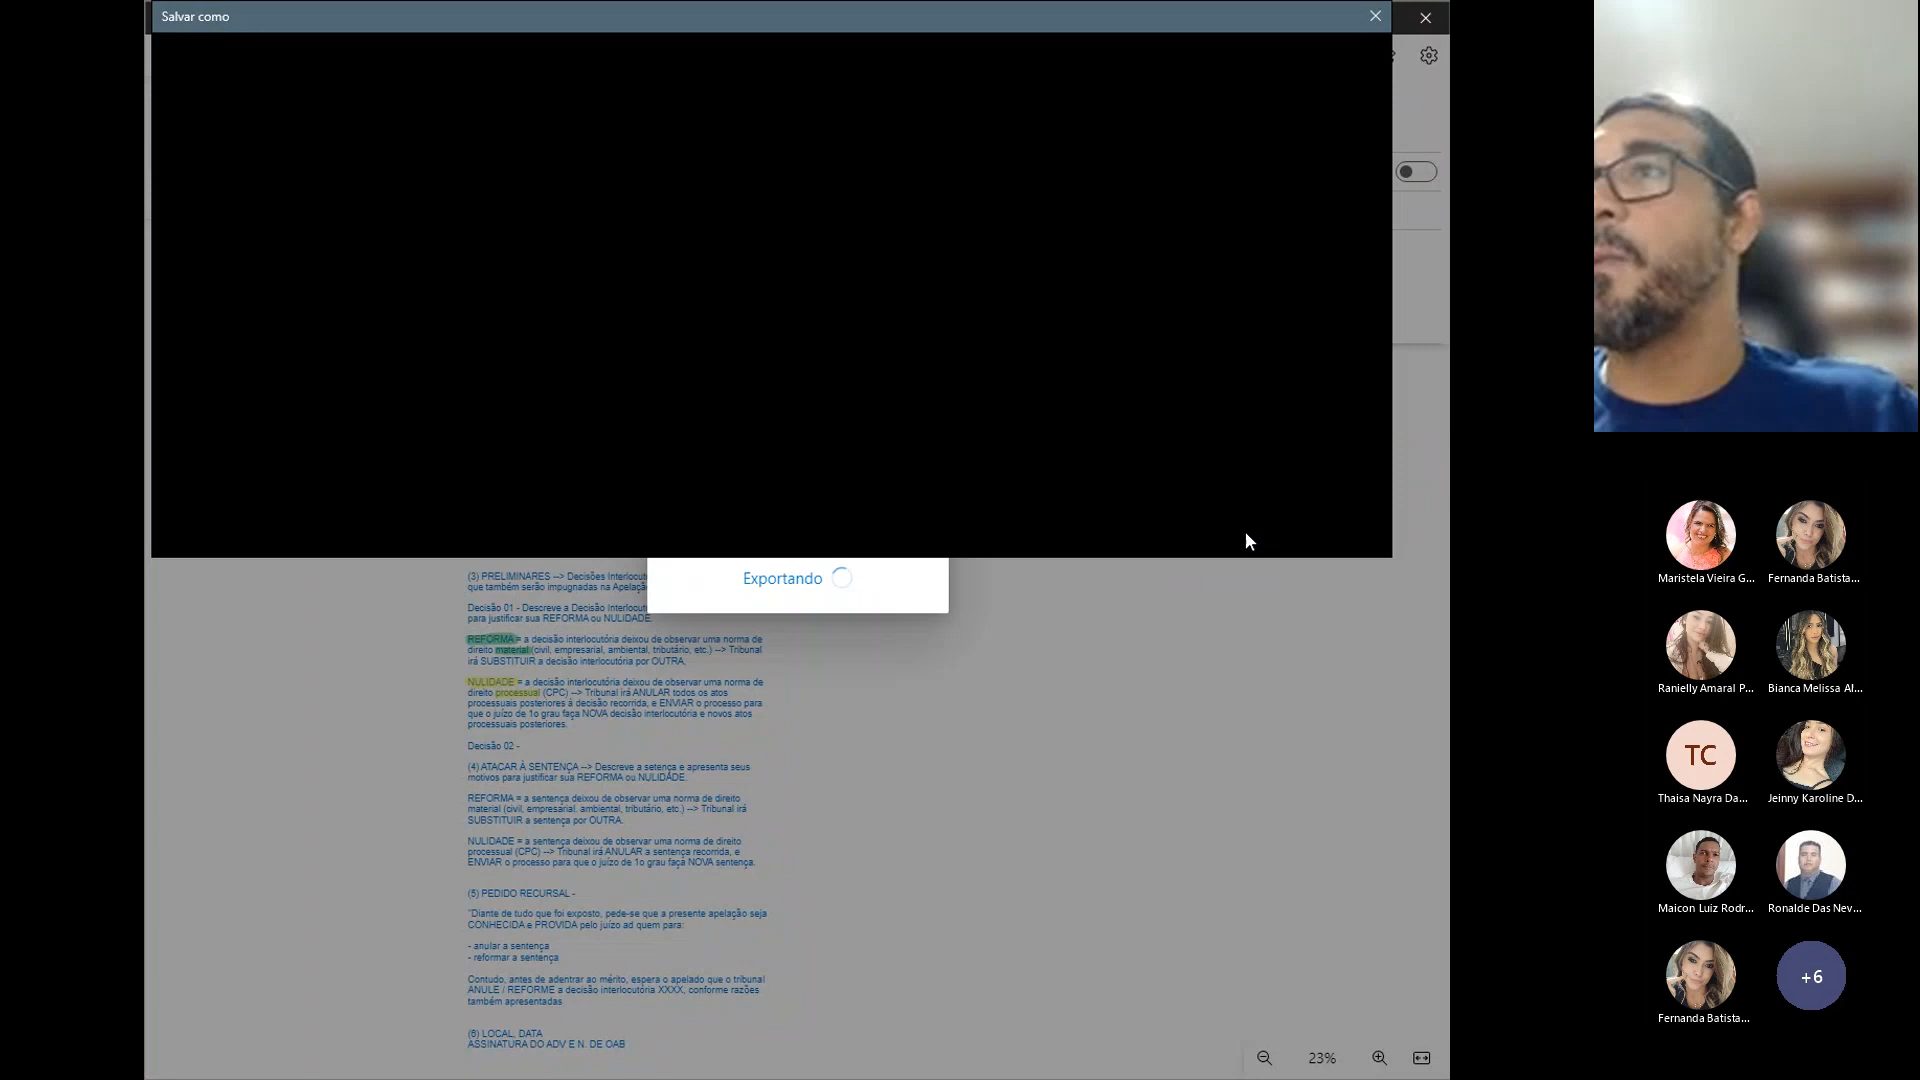 Salvar como
Exportando
(3) PRELIMINARES --> Decisões Interlocutó
que também serão impugnadas na Apelaçã
Decisão 01 - Descreve a Decisão Interlocut
para justificar sua REFORMA ou NULIDADE.
REFORMA = a decisão interlocutória deixou de observar uma norma de
direito material (civil, empresarial, ambiental, tributário, etc.) --> Tribunal
irá SUBSTITUIR a decisão interlocutória por OUTRA.
NULIDADE = a decisão interlocutória deixou de observar uma norma de
direito processual (CPC) --> Tribunal irá ANULAR todos os atos
processuais posteriores à decisão recorrida, e ENVIAR o processo para
que o juízo de 1o grau faça NOVA decisão interlocutória e novos atos
processuais posteriores.
Decisão 02 -
(4) ATACAR À SENTENÇA --> Descreve a setença e apresenta seus
motivos para justificar sua REFORMA ou NULIDADE.
REFORMA = a sentença deixou de observar uma norma de direito
material (civil, empresarial, ambiental, tributário, etc.) --> Tribunal irá
SUBSTITUIR a sentença por OUTRA.
NULIDADE = a sentença deixou de observar uma norma de direito
processual (CPC) --> Tribunal irá ANULAR a sentença recorrida, e
ENVIAR o processo para que o juízo de 1o grau faça NOVA sentença.
(5) PEDIDO RECURSAL -
"Diante de tudo que foi exposto, pede-se que a presente apelação seja
CONHECIDA e PROVIDA pelo juízo ad quem para:
- anular a sentença
- reformar a sentença
Contudo, antes de adentrar ao mérito, espera o apelado que o tribunal
ANULE / REFORME a decisão interlocutória XXXX, conforme razões
também apresentadas
(6) LOCAL, DATA
ASSINATURA DO ADV E N. DE OAB
23%
Maristela Vieira G...
Fernanda Batista...
Ranielly Amaral P...
Bianca Melissa Al...
TC
Thaisa Nayra Da...
Jeinny Karoline D...
Maicon Luiz Rodr...
Ronalde Das Nev...
Fernanda Batista...
+6